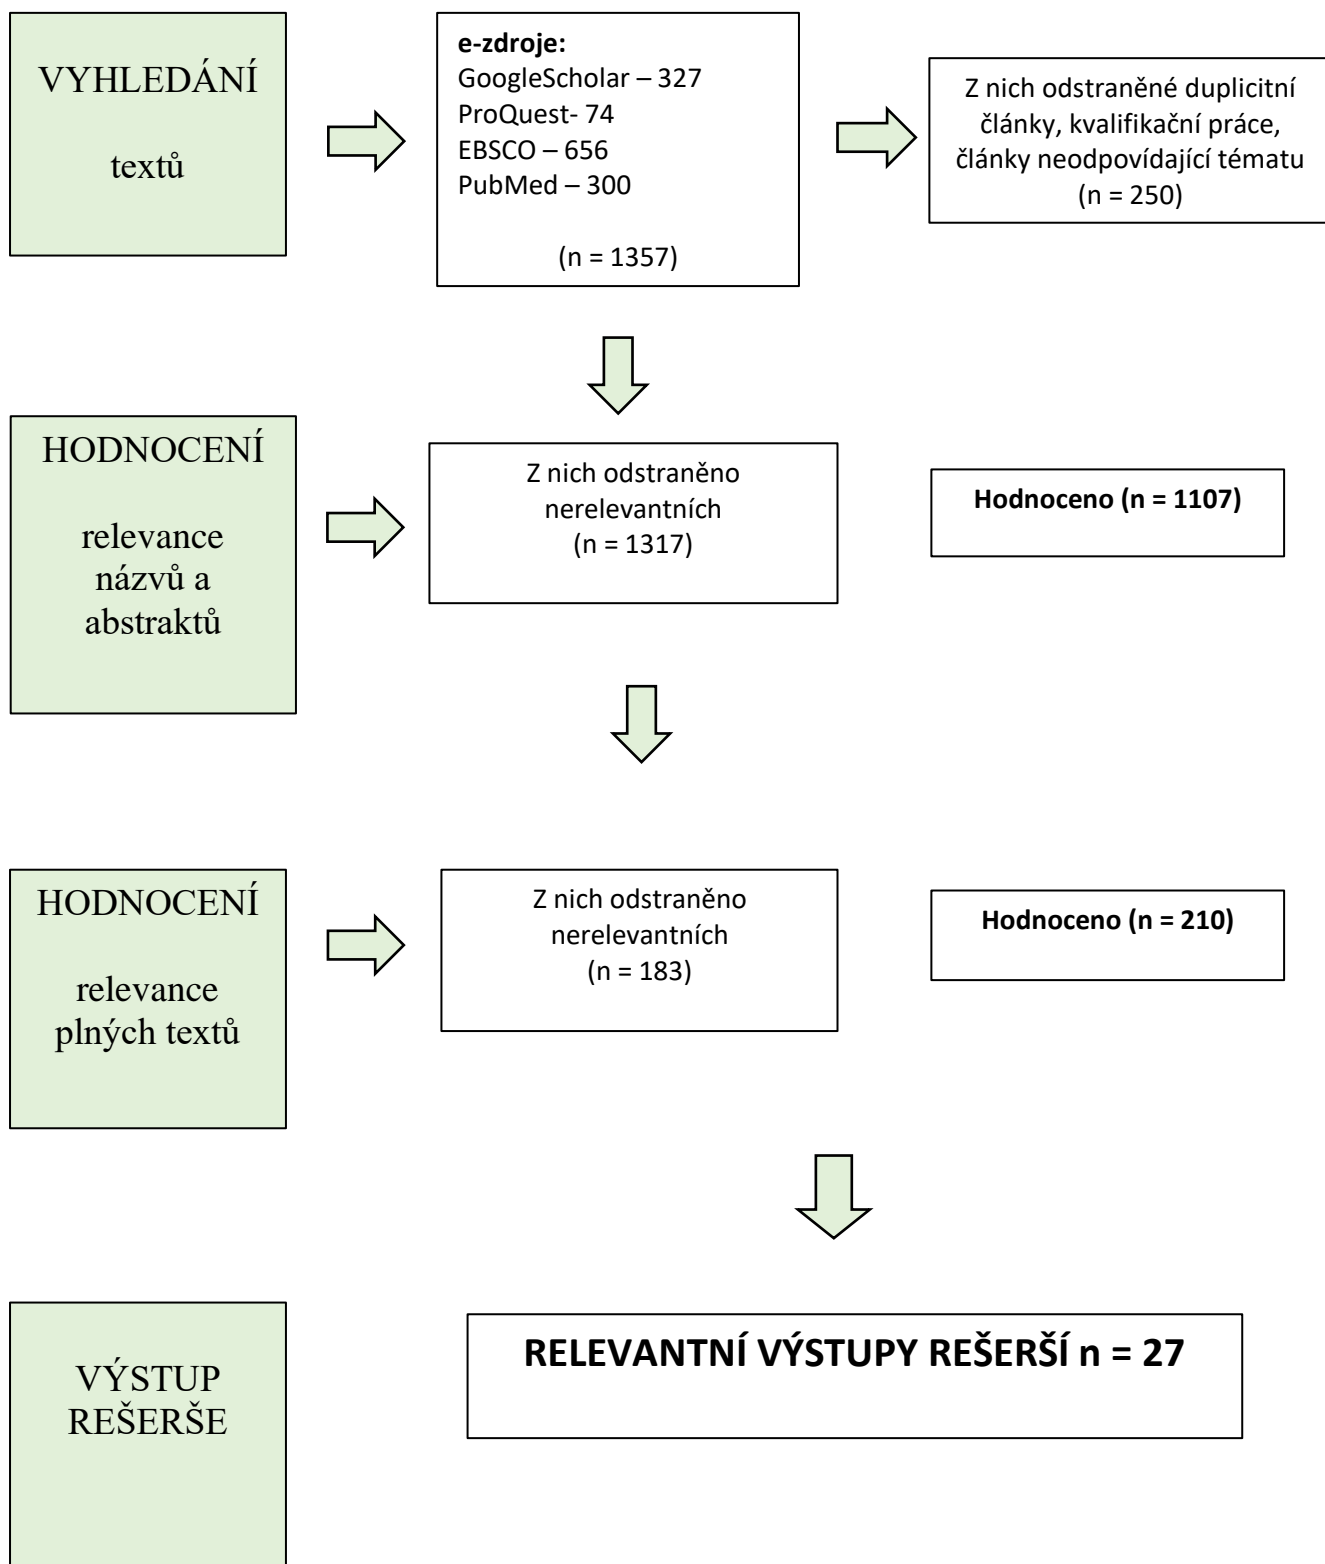 VYHLEDÁNÍ
textů
e-zdroje:
GoogleScholar – 327
ProQuest- 74
EBSCO – 656
PubMed – 300
(n = 1357)
Z nich odstraněné duplicitní
články, kvalifikační práce,
články neodpovídající tématu
(n = 250)
HODNOCENÍ
relevance
názvů a
abstraktů
Z nich odstraněno
nerelevantních
(n = 1317)
Hodnoceno (n = 1107)
HODNOCENÍ
relevance
plných textů
Z nich odstraněno
nerelevantních
(n = 183)
Hodnoceno (n = 210)
VÝSTUP
REŠERŠE
RELEVANTNÍ VÝSTUPY REŠERŠÍ n = 27